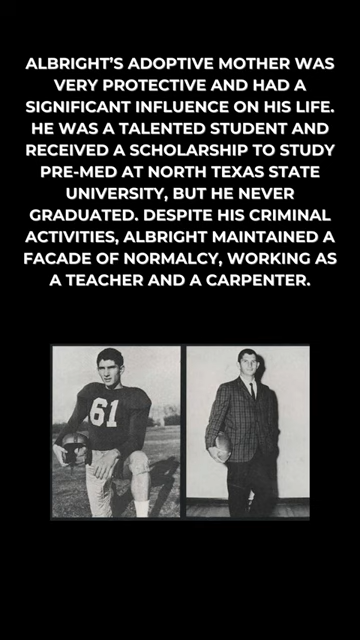 ALBRIGHT'S ADOPTIVE MOTHER WAS
VERY PROTECTIVE AND HAD A
SIGNIFICANT INFLUENCE ON HIS LIFE.
HE WAS A TALENTED STUDENT AND
RECEIVED A SCHOLARSHIP TO STUDY
PRE-MED AT NORTH TEXAS STATE
UNIVERSITY, BUT HE NEVER
GRADUATED. DESPITE HIS CRIMINAL
ACTIVITIES, ALBRIGHT MAINTAINED A
FACADE OF NORMALCY, WORKING AS
A TEACHER AND A CARPENTER.
61